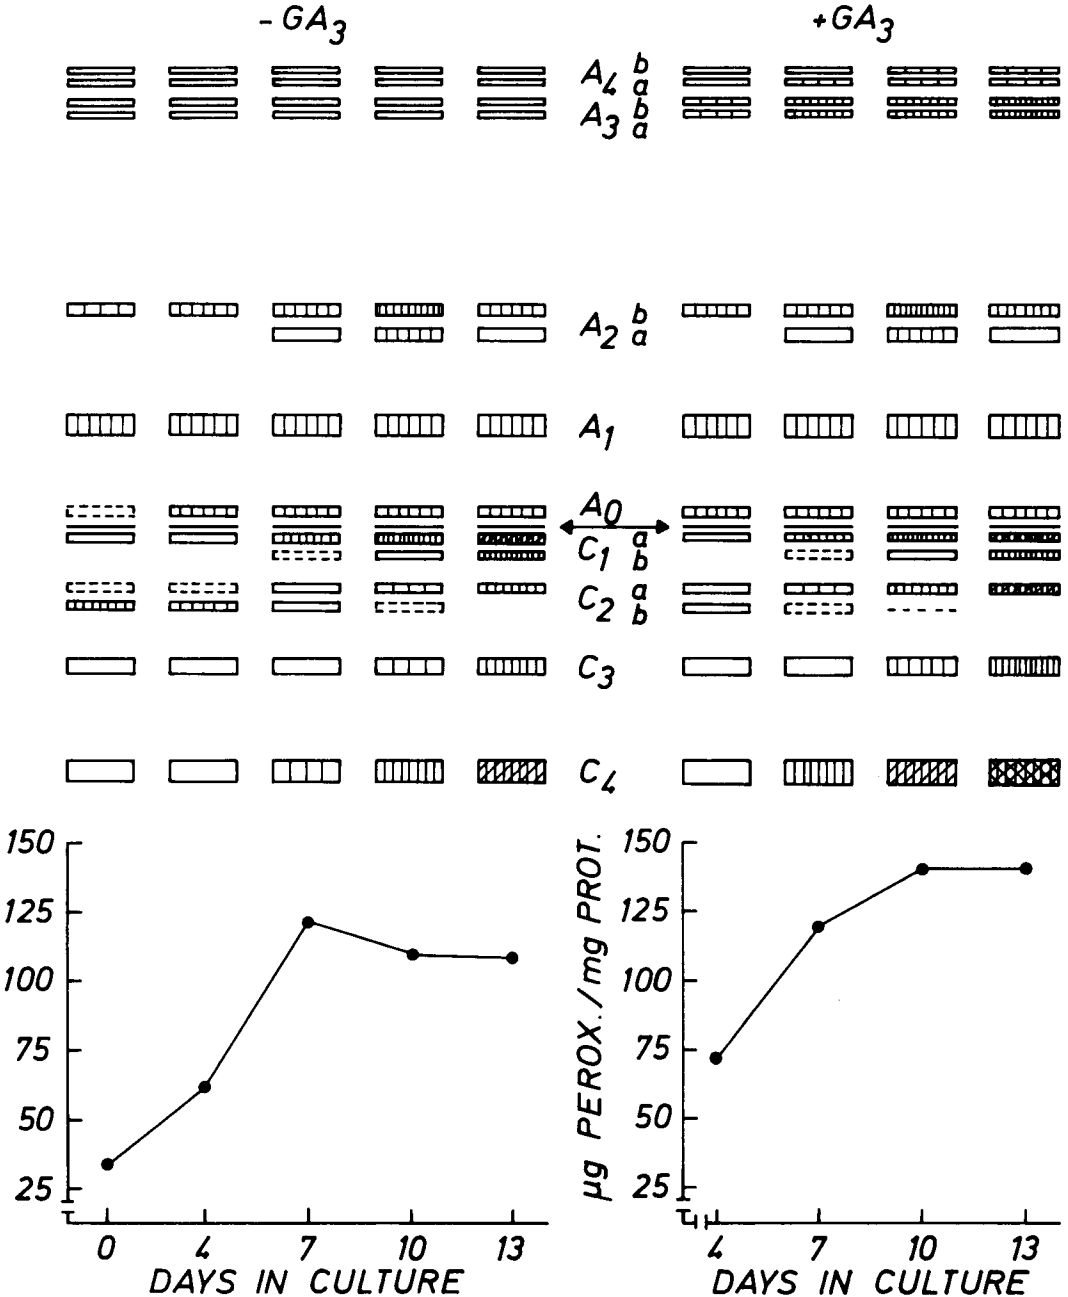 - GA3 +GA3
A4 b
a
A3 b
a
A2 b
a
A1
A0
C1 a
b
C2 a
b
C3
C4
150
125
100
75
50
25
0 4 7 10 13
DAYS IN CULTURE
µg PEROX./mg PROT.
150
125
100
75
50
25
4 7 10 13
DAYS IN CULTURE